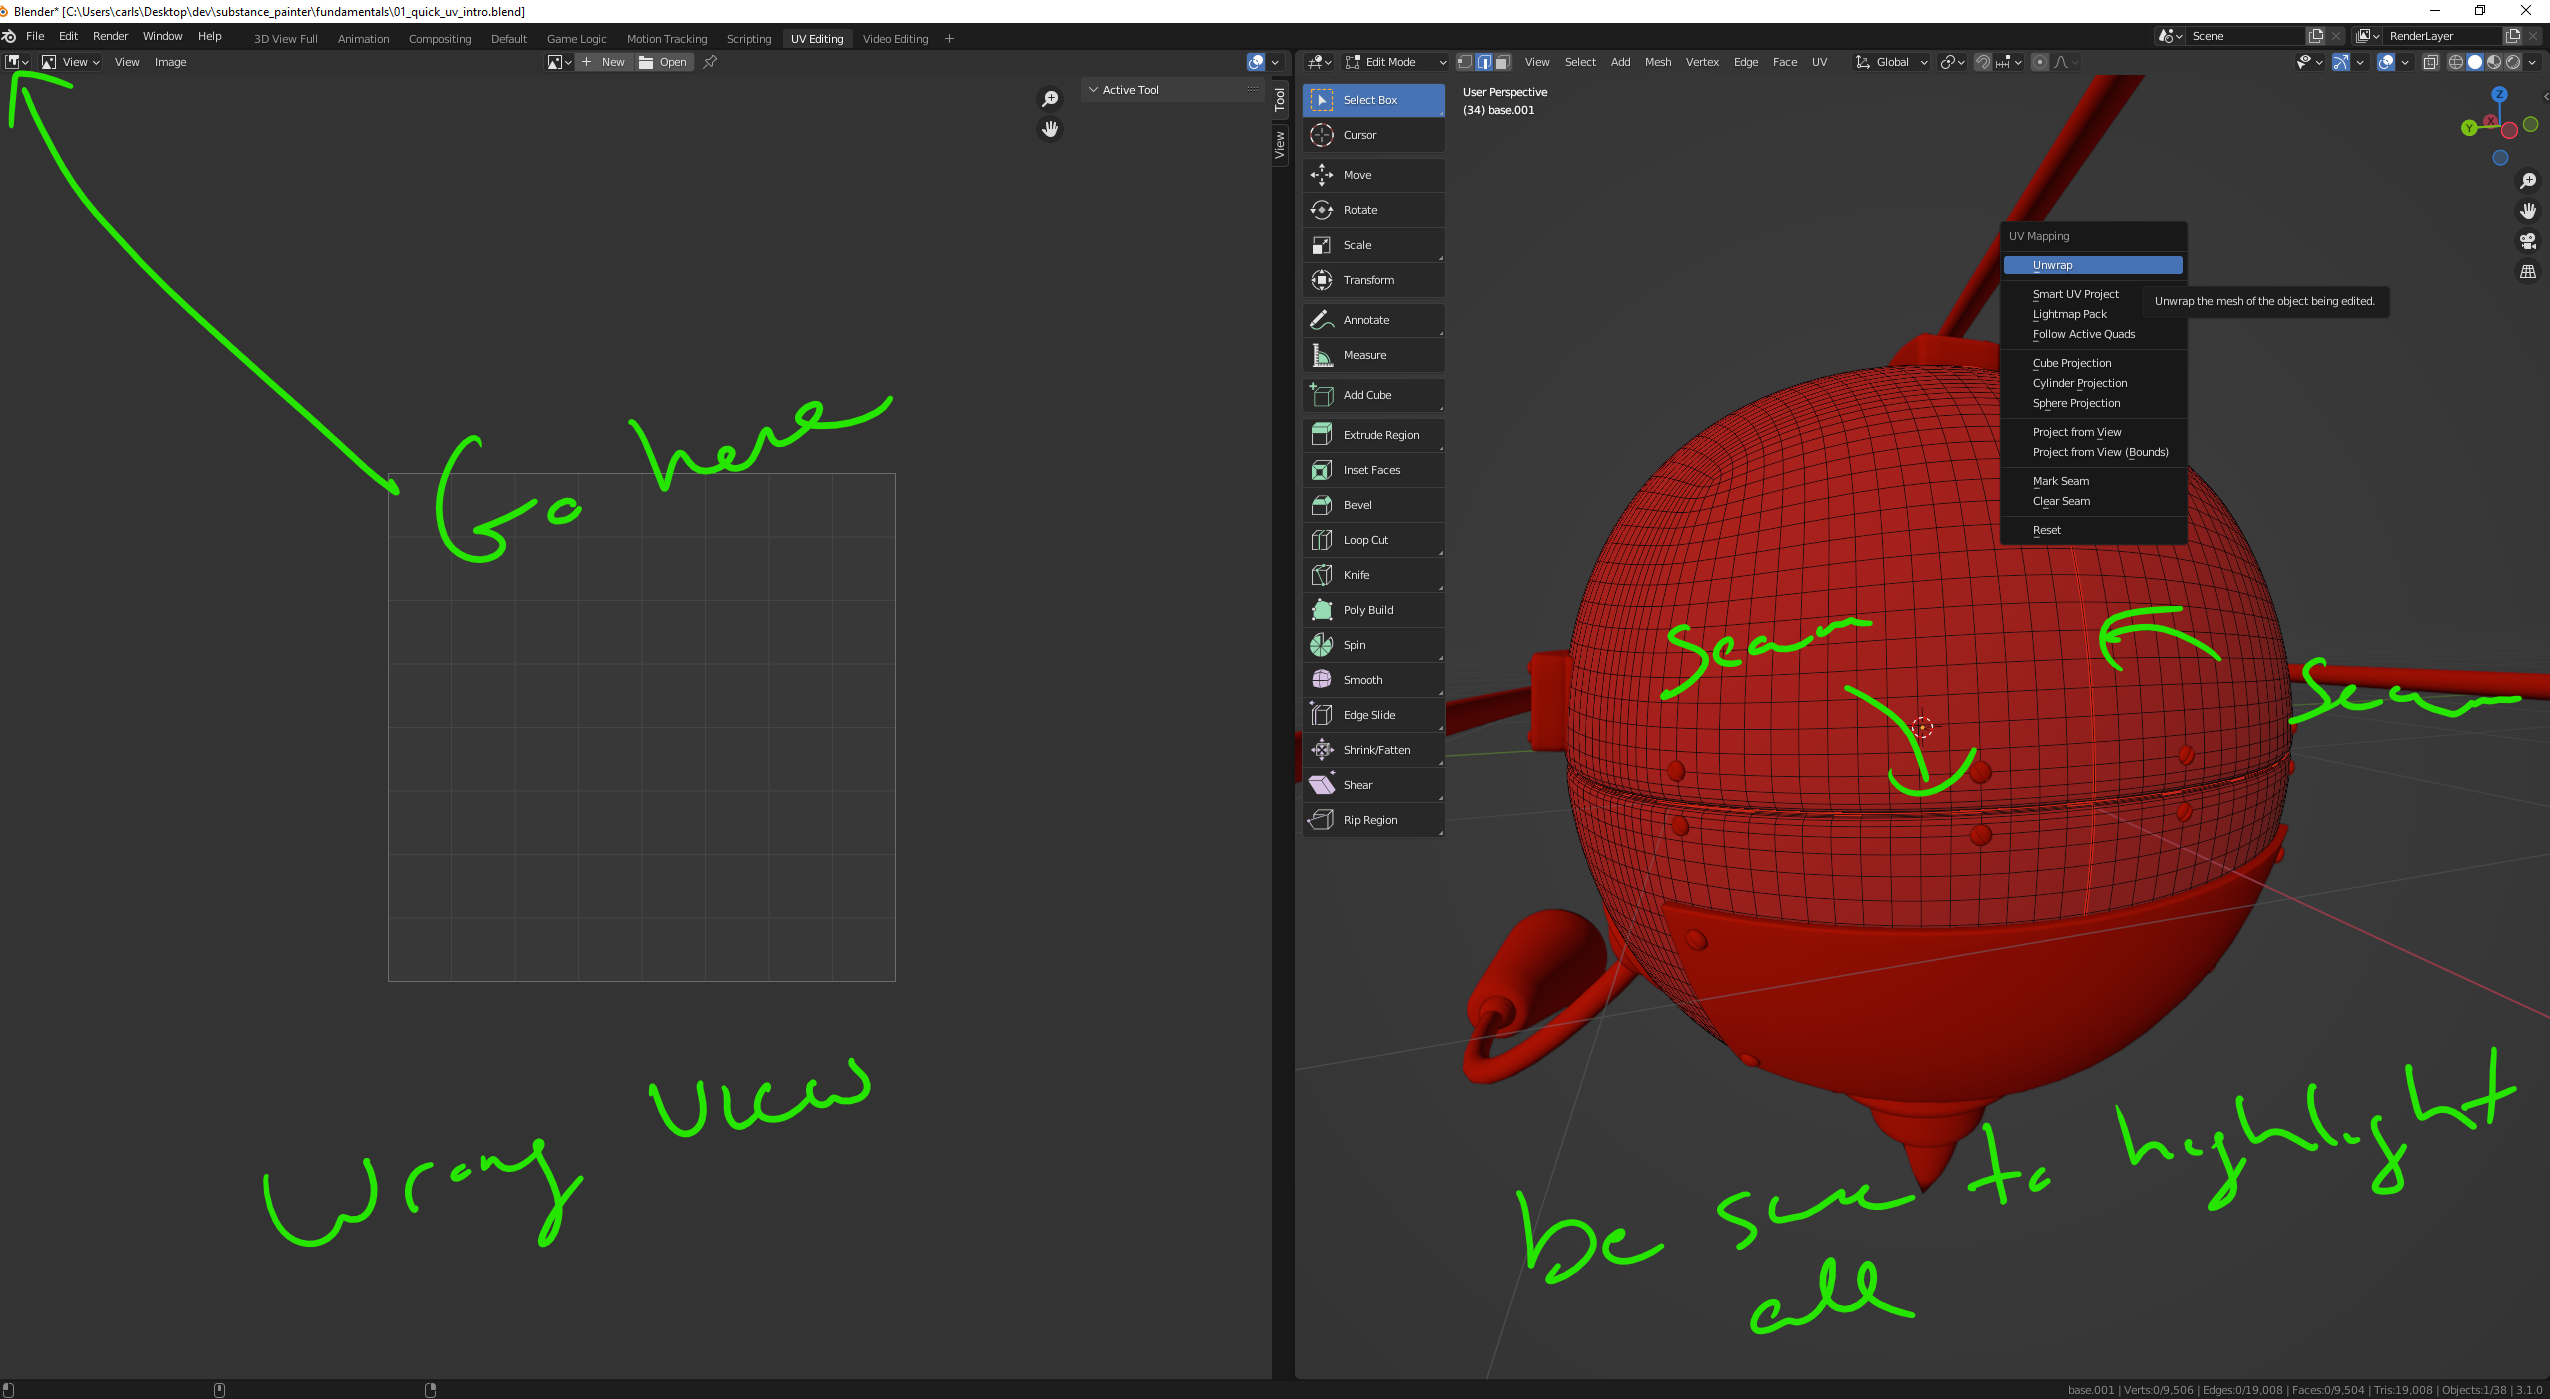 Blender* [C:\Users\carls\Desktop\dev\substance_painter\fundamentals\01_quick_uv_intro.blend]
File Edit Render Window Help 3D View Full Animation Compositing Default Game Logic Motion Tracking Scripting UV Editing Video Editing + Scene RenderLayer
View View Image + New Open Edit Mode View Select Add Mesh Vertex Edge Face UV Global
Active Tool
Tool
View
Go here
Wrong view
Select Box
Cursor
Move
Rotate
Scale
Transform
Annotate
Measure
Add Cube
Extrude Region
Inset Faces
Bevel
Loop Cut
Knife
Poly Build
Spin
Smooth
Edge Slide
Shrink/Fatten
Shear
Rip Region
User Perspective
(34) base.001
Z
Y
X
UV Mapping
Unwrap
Unwrap the mesh of the object being edited.
Smart UV Project
Lightmap Pack
Follow Active Quads
Cube Projection
Cylinder Projection
Sphere Projection
Project from View
Project from View (Bounds)
Mark Seam
Clear Seam
Reset
Seam
Seam
be sure to highlight
all
base.001 | Verts:0/9,506 | Edges:0/19,008 | Faces:0/9,504 | Tris:19,008 | Objects:1/38 | 3.1.0